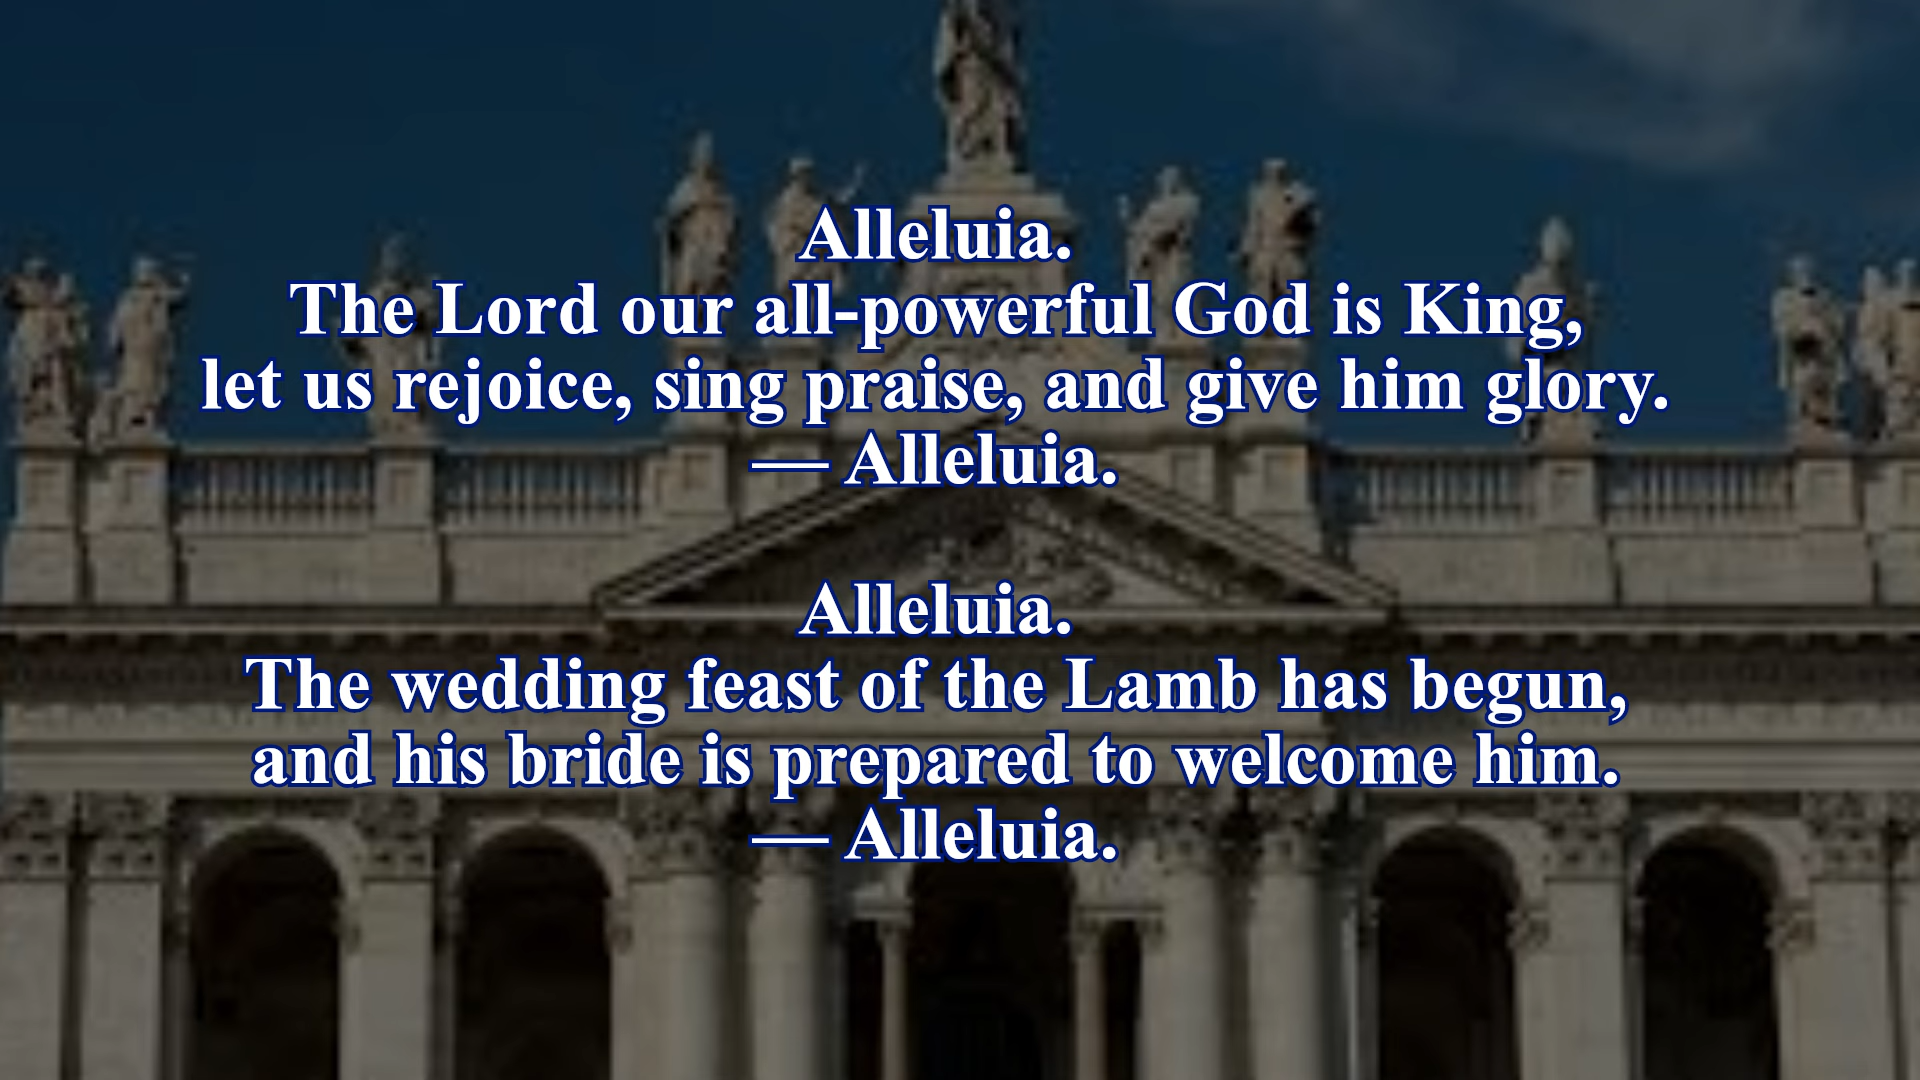 Alleluia.
The Lord our all-powerful God is King,
let us rejoice, sing praise, and give him glory.
— Alleluia.
Alleluia.
The wedding feast of the Lamb has begun,
and his bride is prepared to welcome him.
— Alleluia.